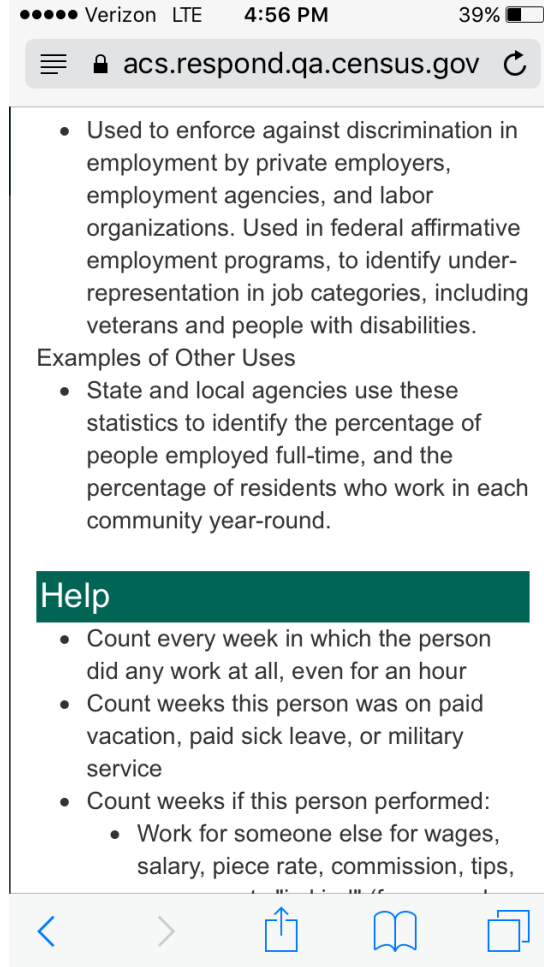 Verizon LTE 4:56 PM 39%
acs.respond.qa.census.gov
• Used to enforce against discrimination in
employment by private employers,
employment agencies, and labor
organizations. Used in federal affirmative
employment programs, to identify under-
representation in job categories, including
veterans and people with disabilities.
Examples of Other Uses
• State and local agencies use these
statistics to identify the percentage of
people employed full-time, and the
percentage of residents who work in each
community year-round.
Help
• Count every week in which the person
did any work at all, even for an hour
• Count weeks this person was on paid
vacation, paid sick leave, or military
service
• Count weeks if this person performed:
• Work for someone else for wages,
salary, piece rate, commission, tips,